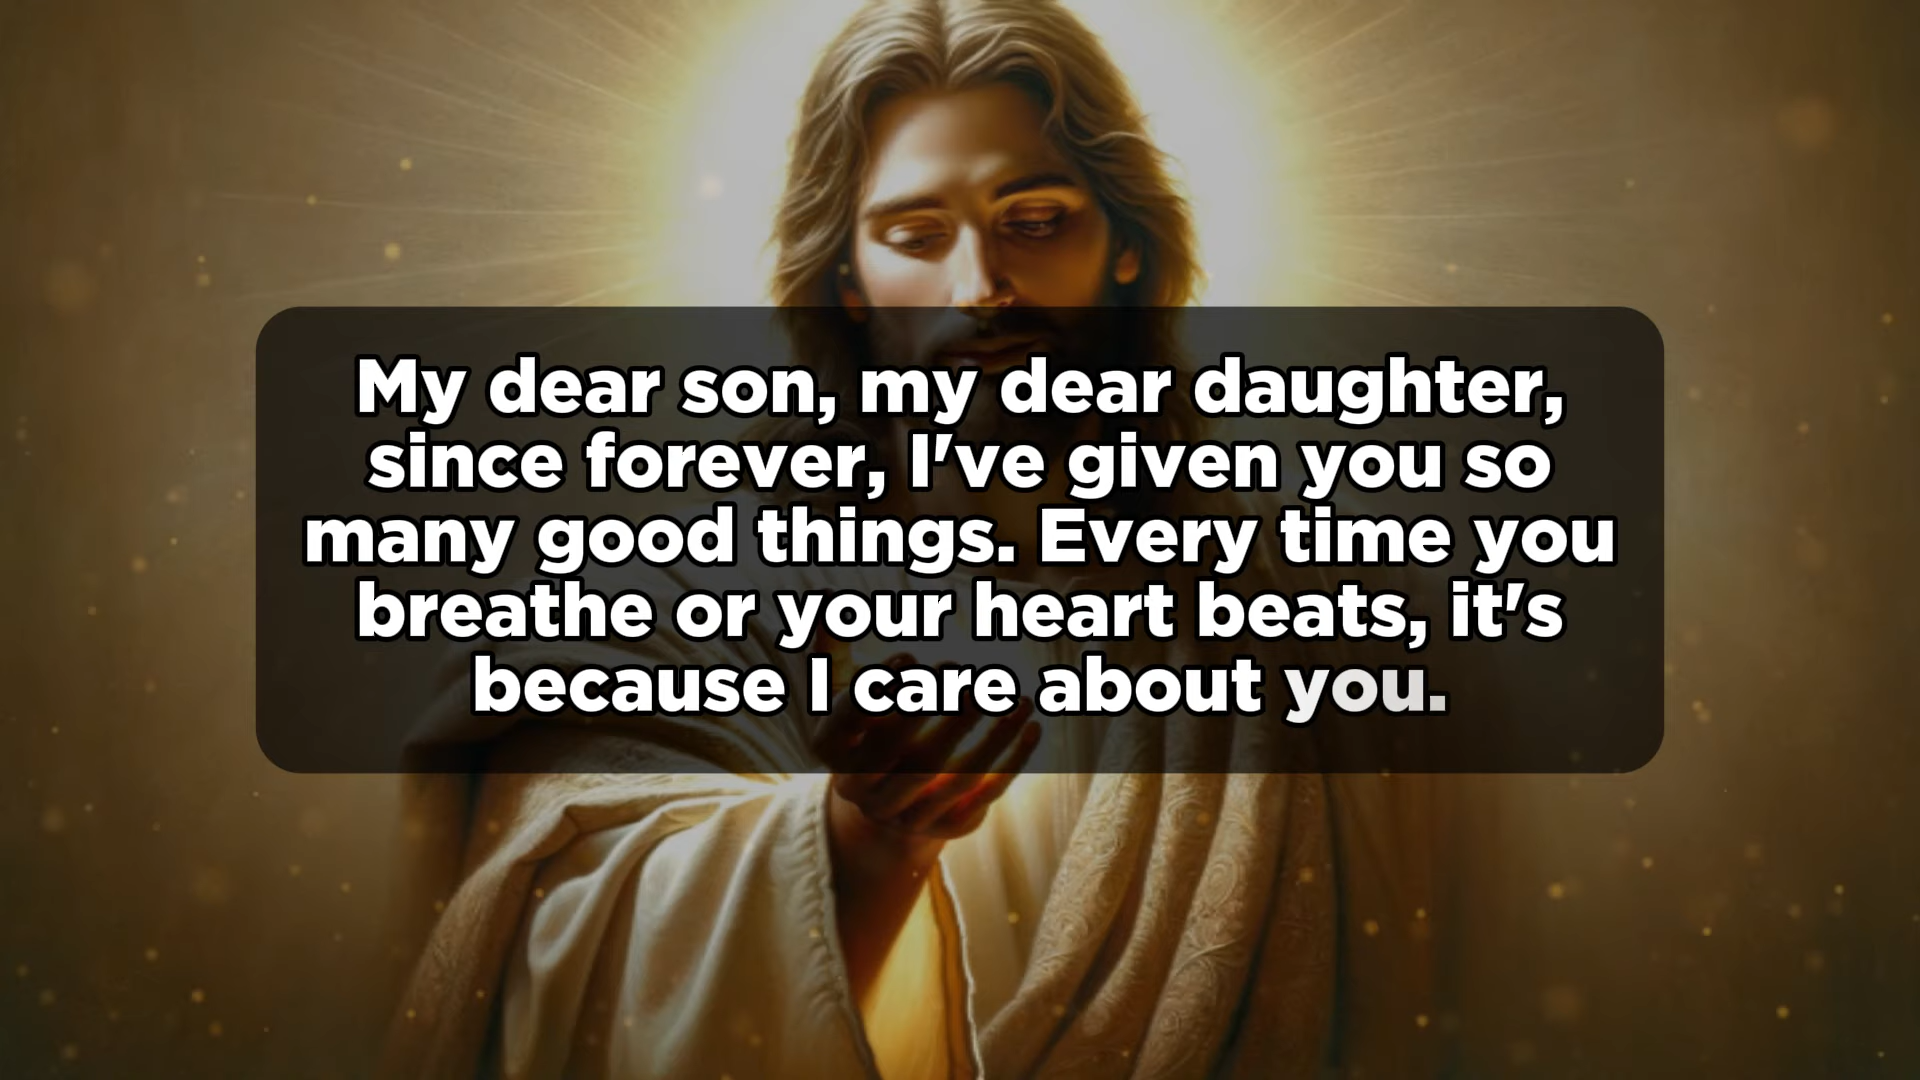 My dear son, my dear daughter,
since forever, I've given you so
many good things. Every time you
breathe or your heart beats, it's
because I care about you.